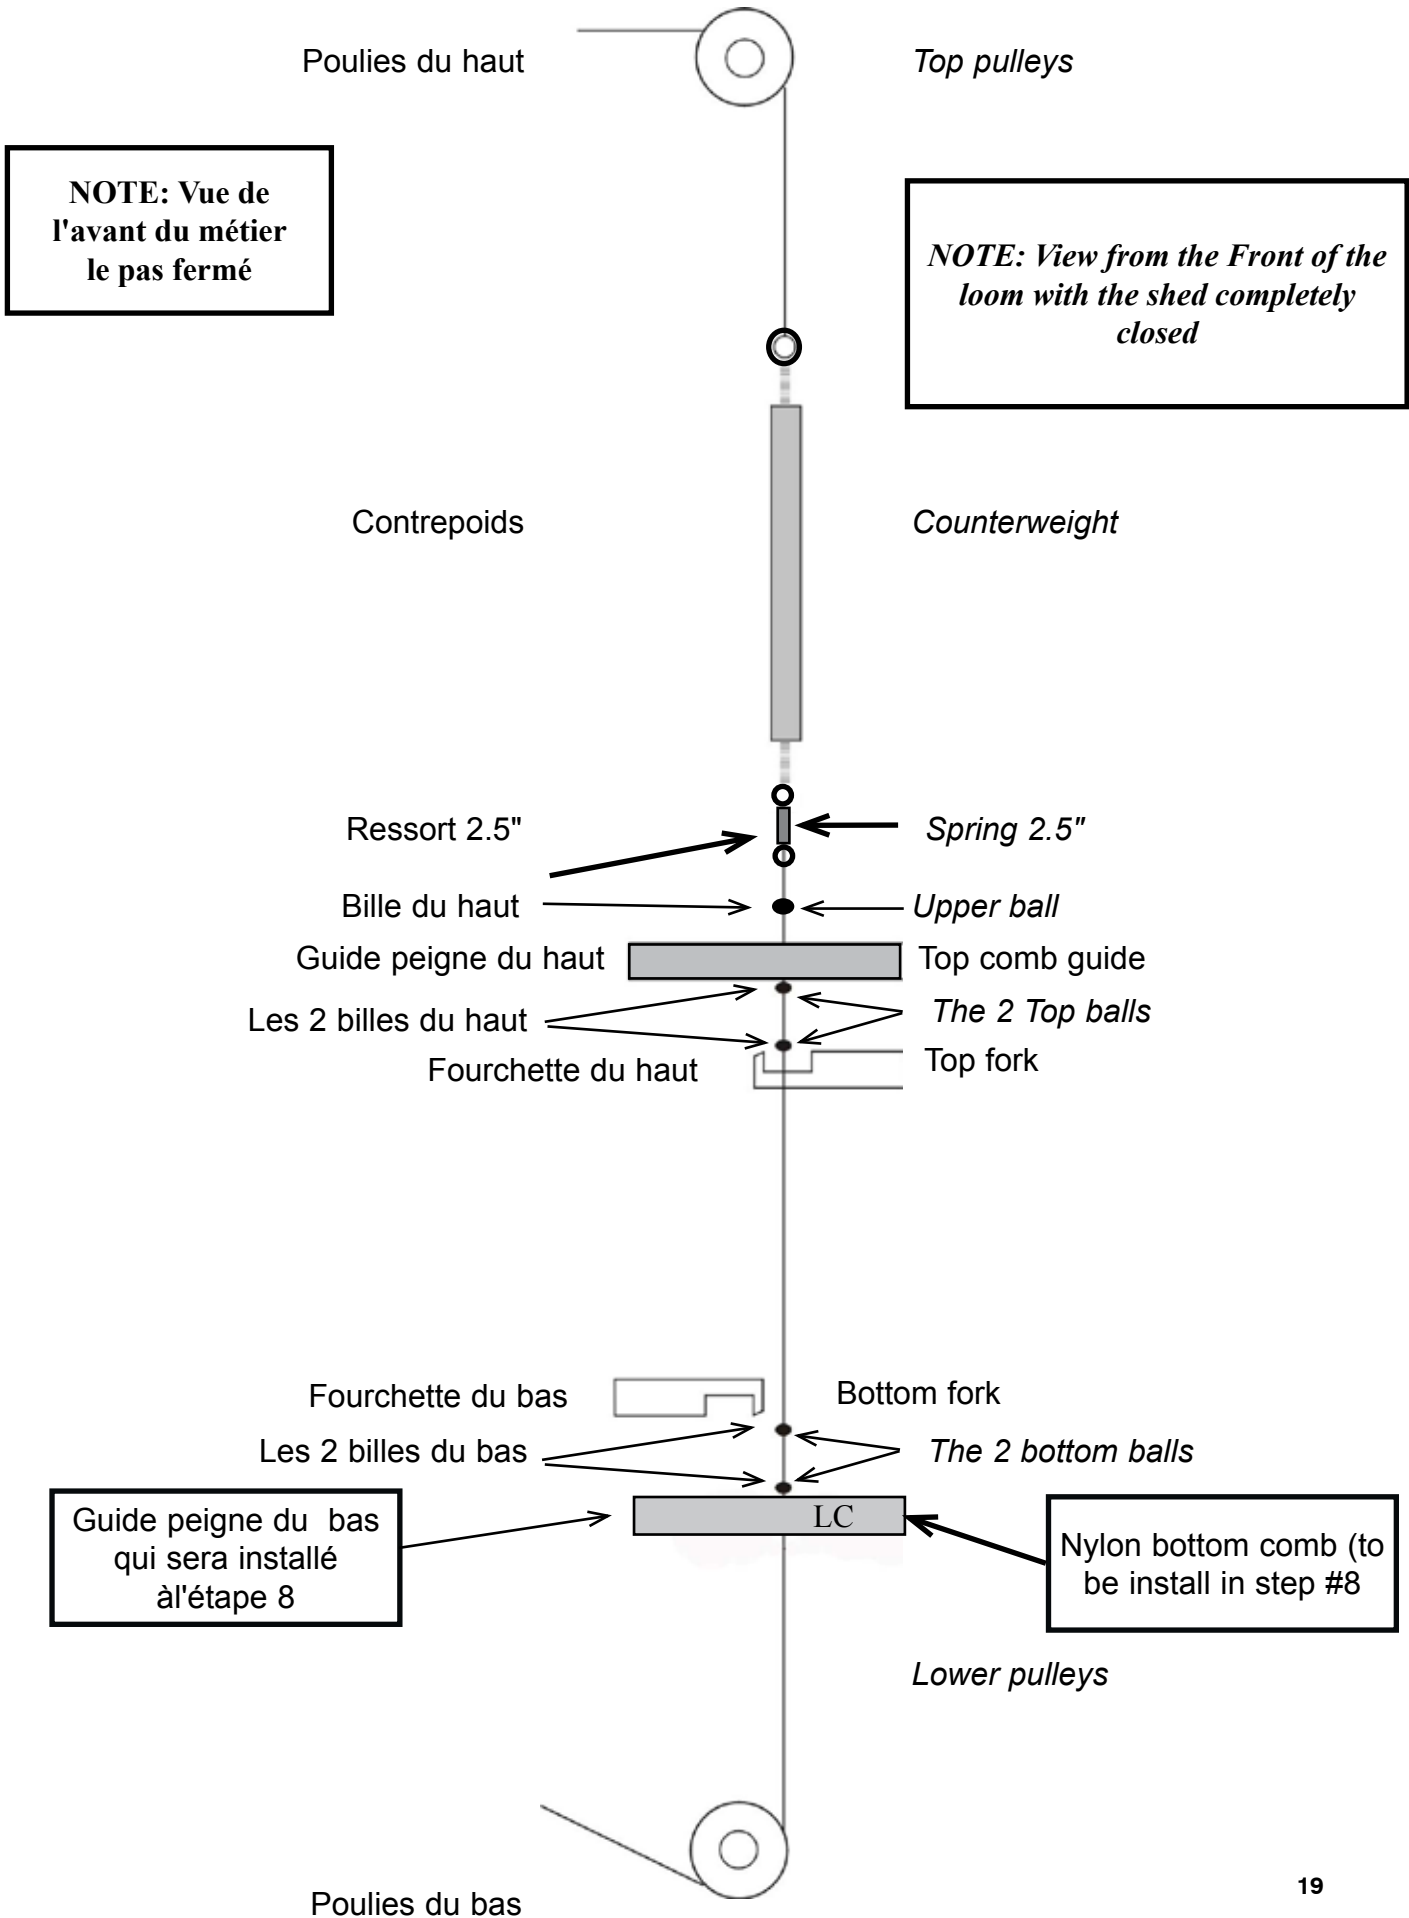 Poulies du haut
Top pulleys
NOTE: Vue de
l'avant du métier
le pas fermé
NOTE: View from the Front of the
loom with the shed completely
closed
Contrepoids
Counterweight
Ressort 2.5"
Spring 2.5"
Bille du haut
Upper ball
Guide peigne du haut
Top comb guide
Les 2 billes du haut
The 2 Top balls
Fourchette du haut
Top fork
Fourchette du bas
Bottom fork
Les 2 billes du bas
The 2 bottom balls
Guide peigne du  bas
qui sera installé
àl'étape 8
LC
Nylon bottom comb (to
be install in step #8
Lower pulleys
Poulies du bas
19